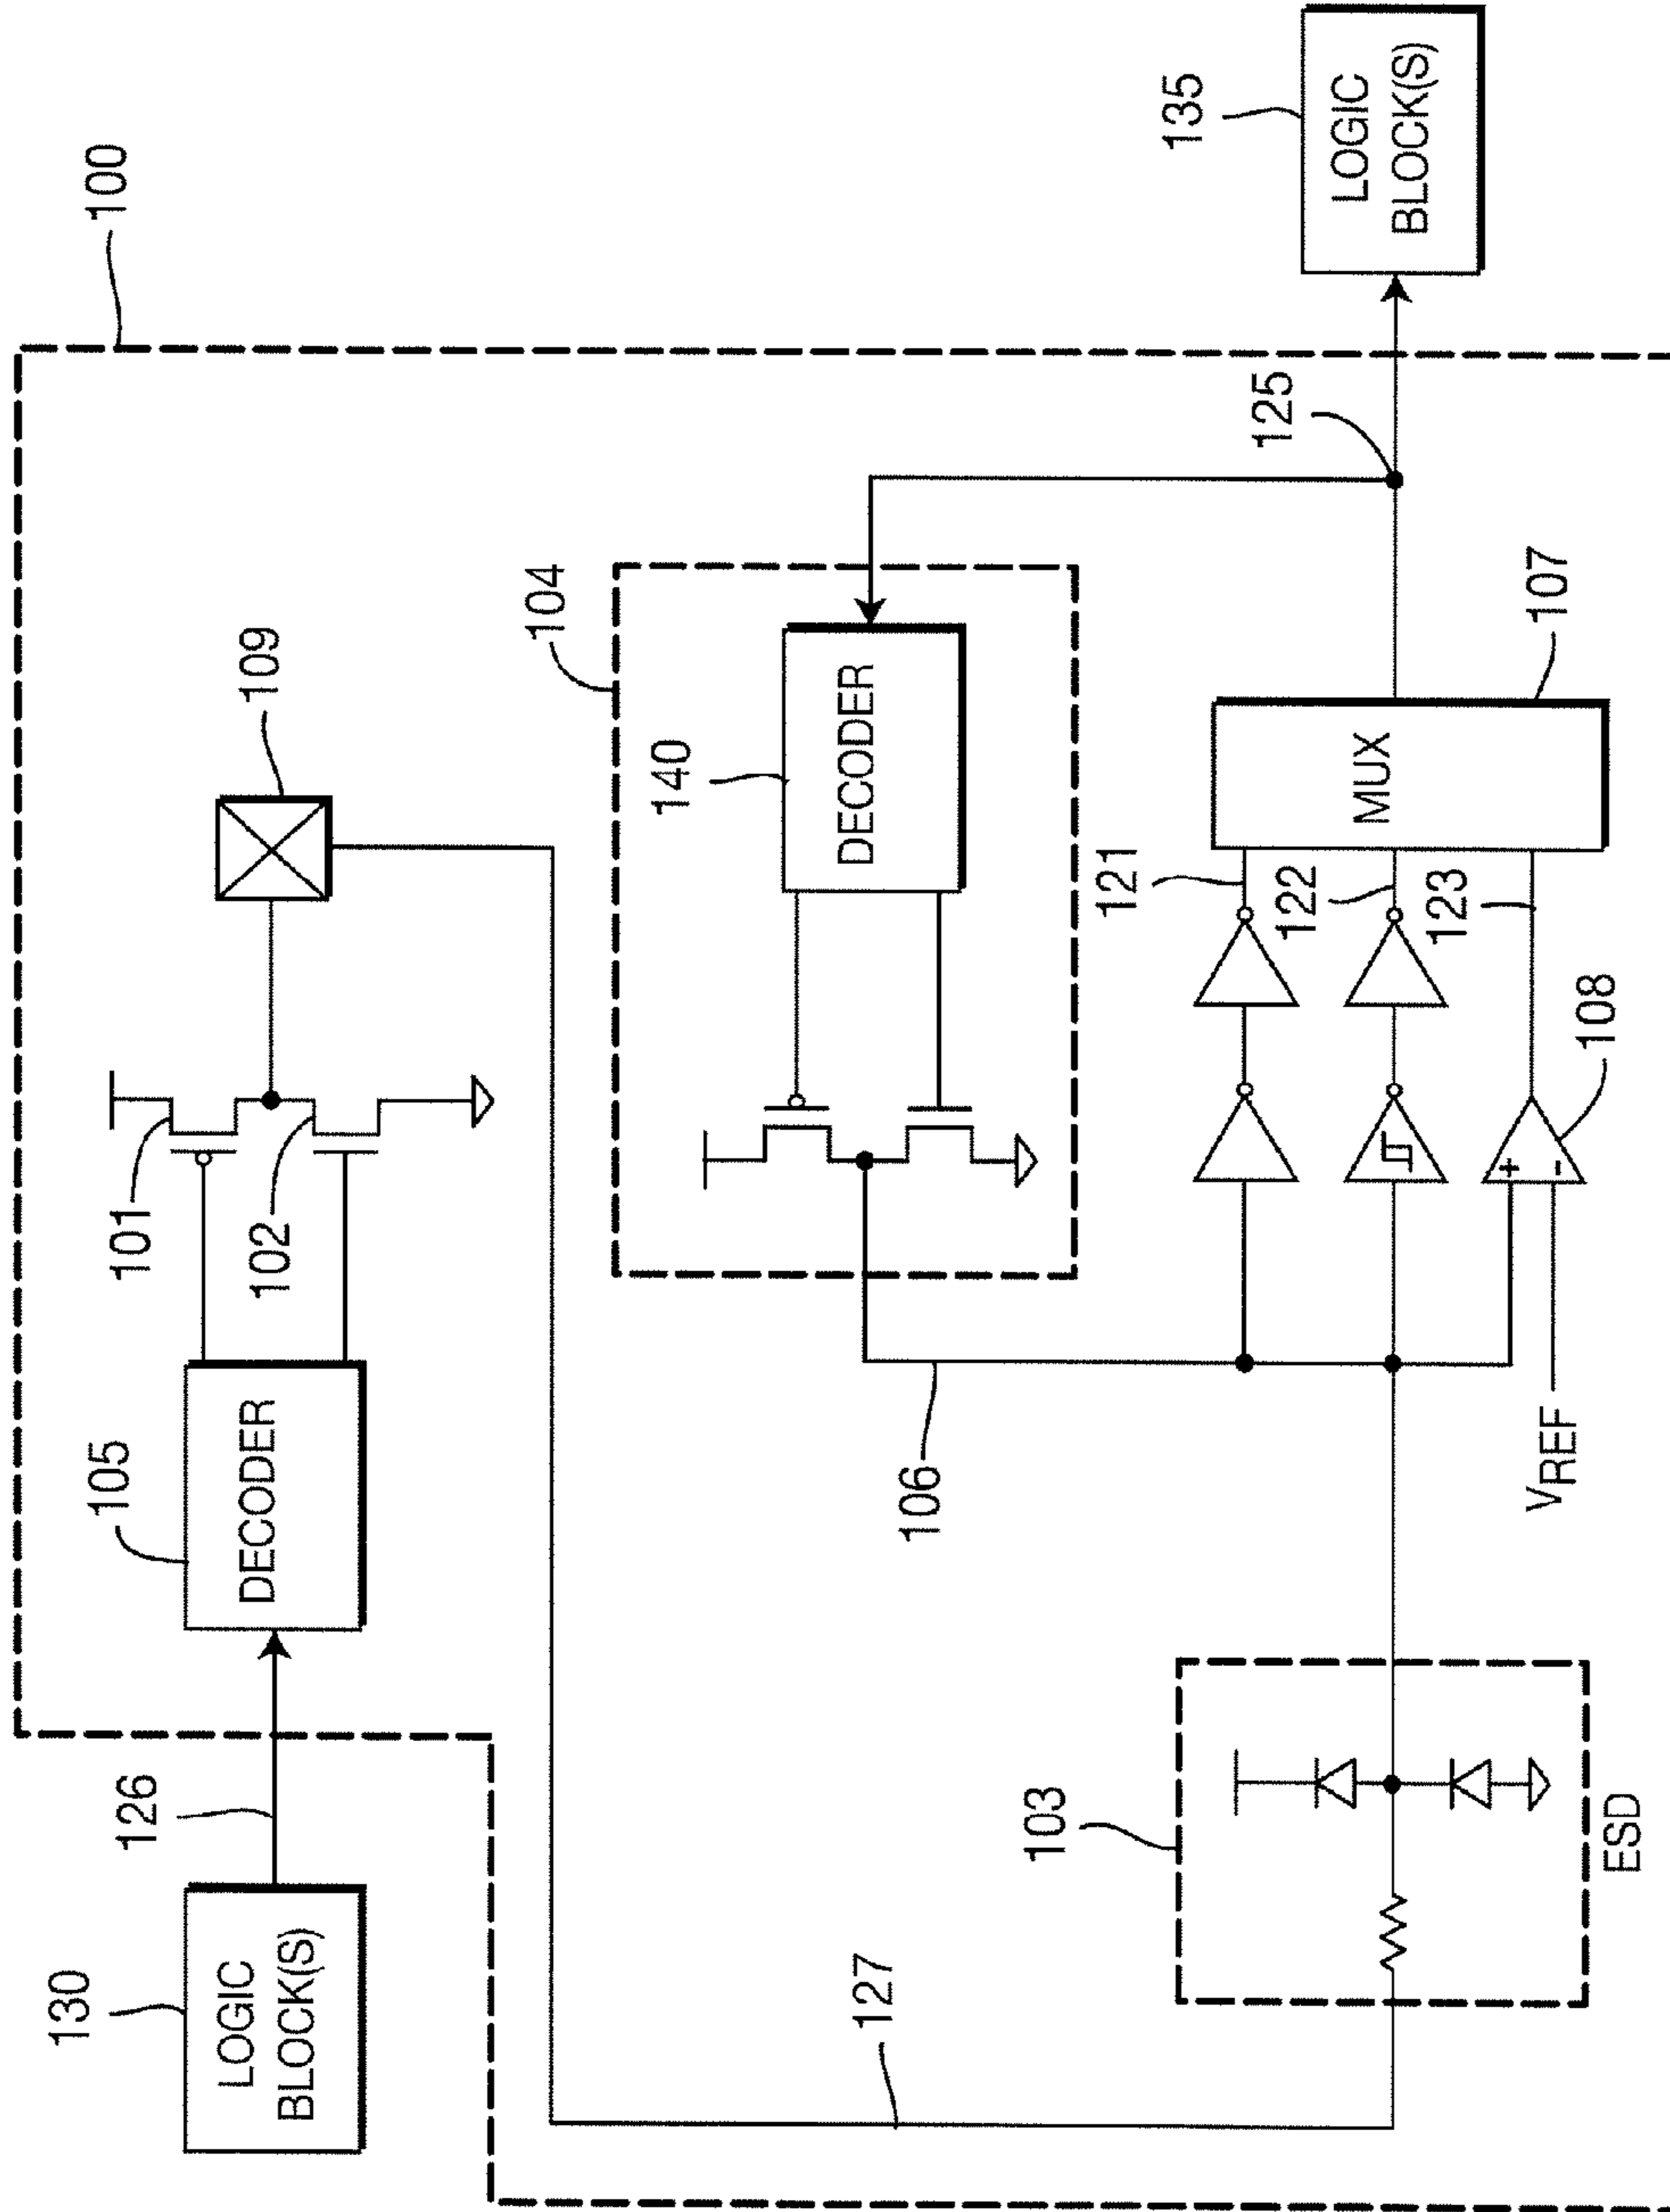 100
130
LOGIC
BLOCK(S)
126
105
DECODER
101
102
109
104
140
DECODER
127
106
103
ESD
VREF
+
-
108
121
122
123
MUX
107
125
135
LOGIC
BLOCK(S)